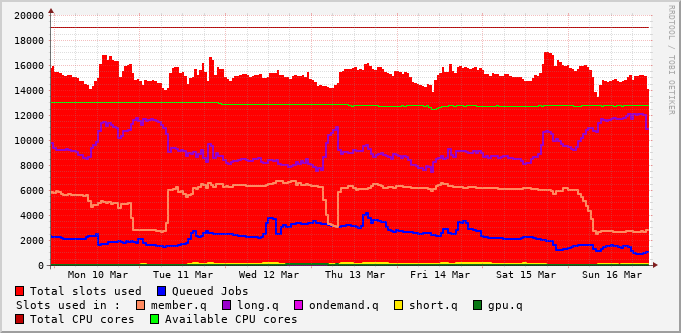 20000
18000
16000
14000
12000
10000
8000
6000
4000
2000
0
Mon 10 Mar Tue 11 Mar Wed 12 Mar Thu 13 Mar Fri 14 Mar Sat 15 Mar Sun 16 Mar
Total slots used Queued Jobs
Slots used in : member.q long.q ondemand.q short.q gpu.q
Total CPU cores Available CPU cores
RRDTOOL / TOBI OETIKER